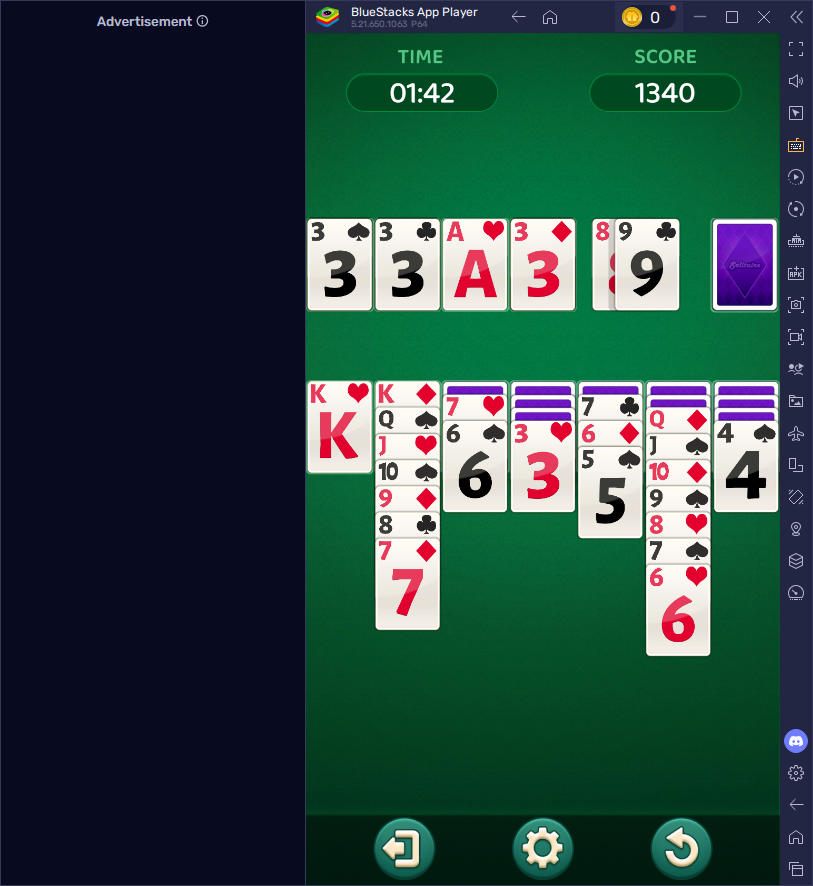 Advertisement
BlueStacks App Player
5.21.650.1063 P64
0
TIME
SCORE
01:42
1340
3 3
3 3
A A
3 3
8
9 9
Solitaire
K K
K
Q
J
10
9
8
7 7
7
6 6
3 3
7
6
5 5
Q
J
10
9
8
7
6 6
4 4